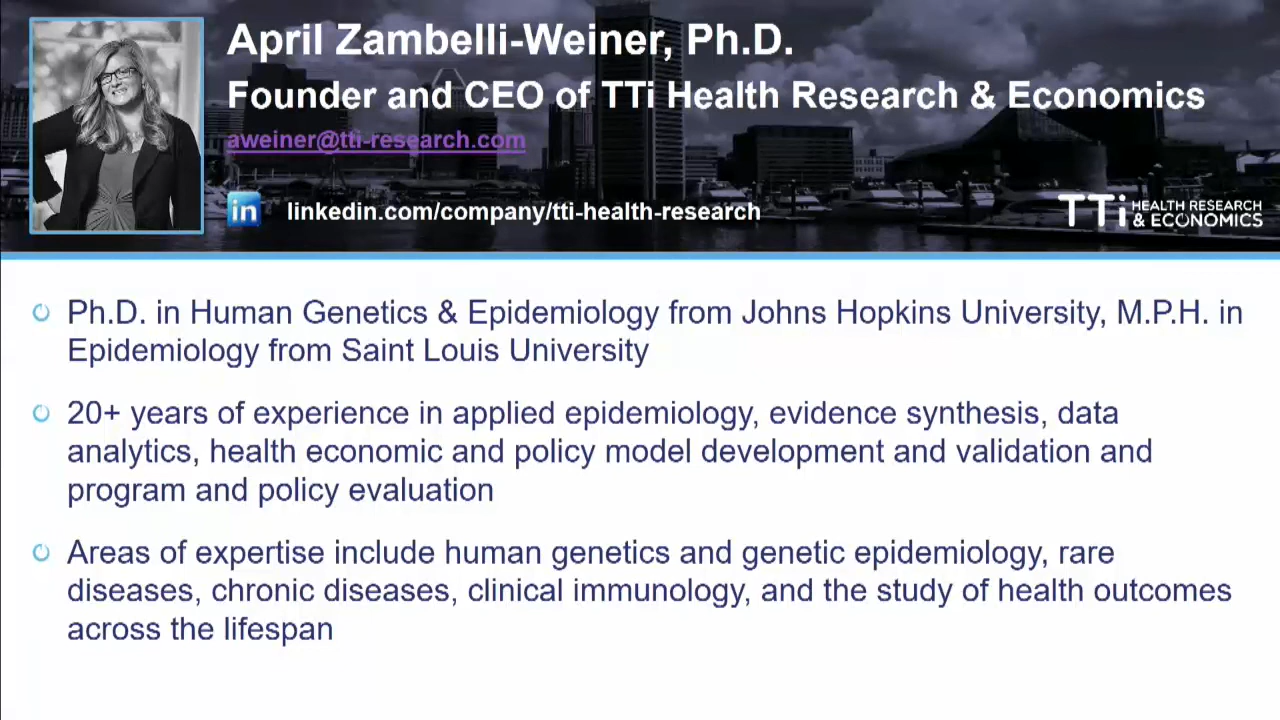 April Zambelli-Weiner, Ph.D.
Founder and CEO of TTi Health Research & Economics
aweiner@tti-research.com
in
linkedin.com/company/tti-health-research
TTi
HEALTH RESEARCH
& ECONOMICS
Ph.D. in Human Genetics & Epidemiology from Johns Hopkins University, M.P.H. in
Epidemiology from Saint Louis University
20+ years of experience in applied epidemiology, evidence synthesis, data
analytics, health economic and policy model development and validation and
program and policy evaluation
Areas of expertise include human genetics and genetic epidemiology, rare
diseases, chronic diseases, clinical immunology, and the study of health outcomes
across the lifespan